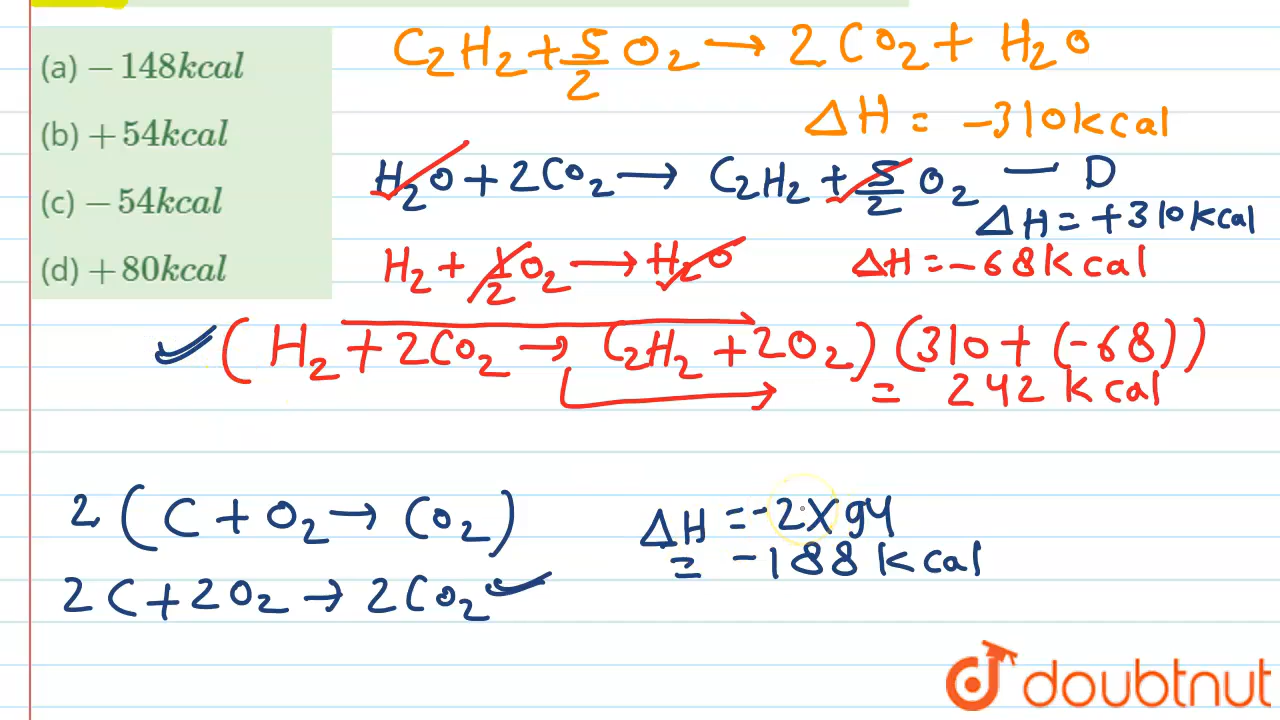 (a) −148kcal
(b) +54kcal
(c) −54kcal
(d) +80kcal
C₂H₂ + 5/2 O₂ → 2CO₂ + H₂O
ΔH = −310kcal
H₂O + 2CO₂ → C₂H₂ + 5/2 O₂ — D
ΔH = +310kcal
H₂ + 1/2 O₂ → H₂O ΔH = −68kcal
(H₂ + 2CO₂ → C₂H₂ + 2O₂) (310 + (−68))
= 242 kcal
2 (C + O₂ → CO₂) ΔH = −2×94
= −188 kcal
2C + 2O₂ → 2CO₂
doubtnut